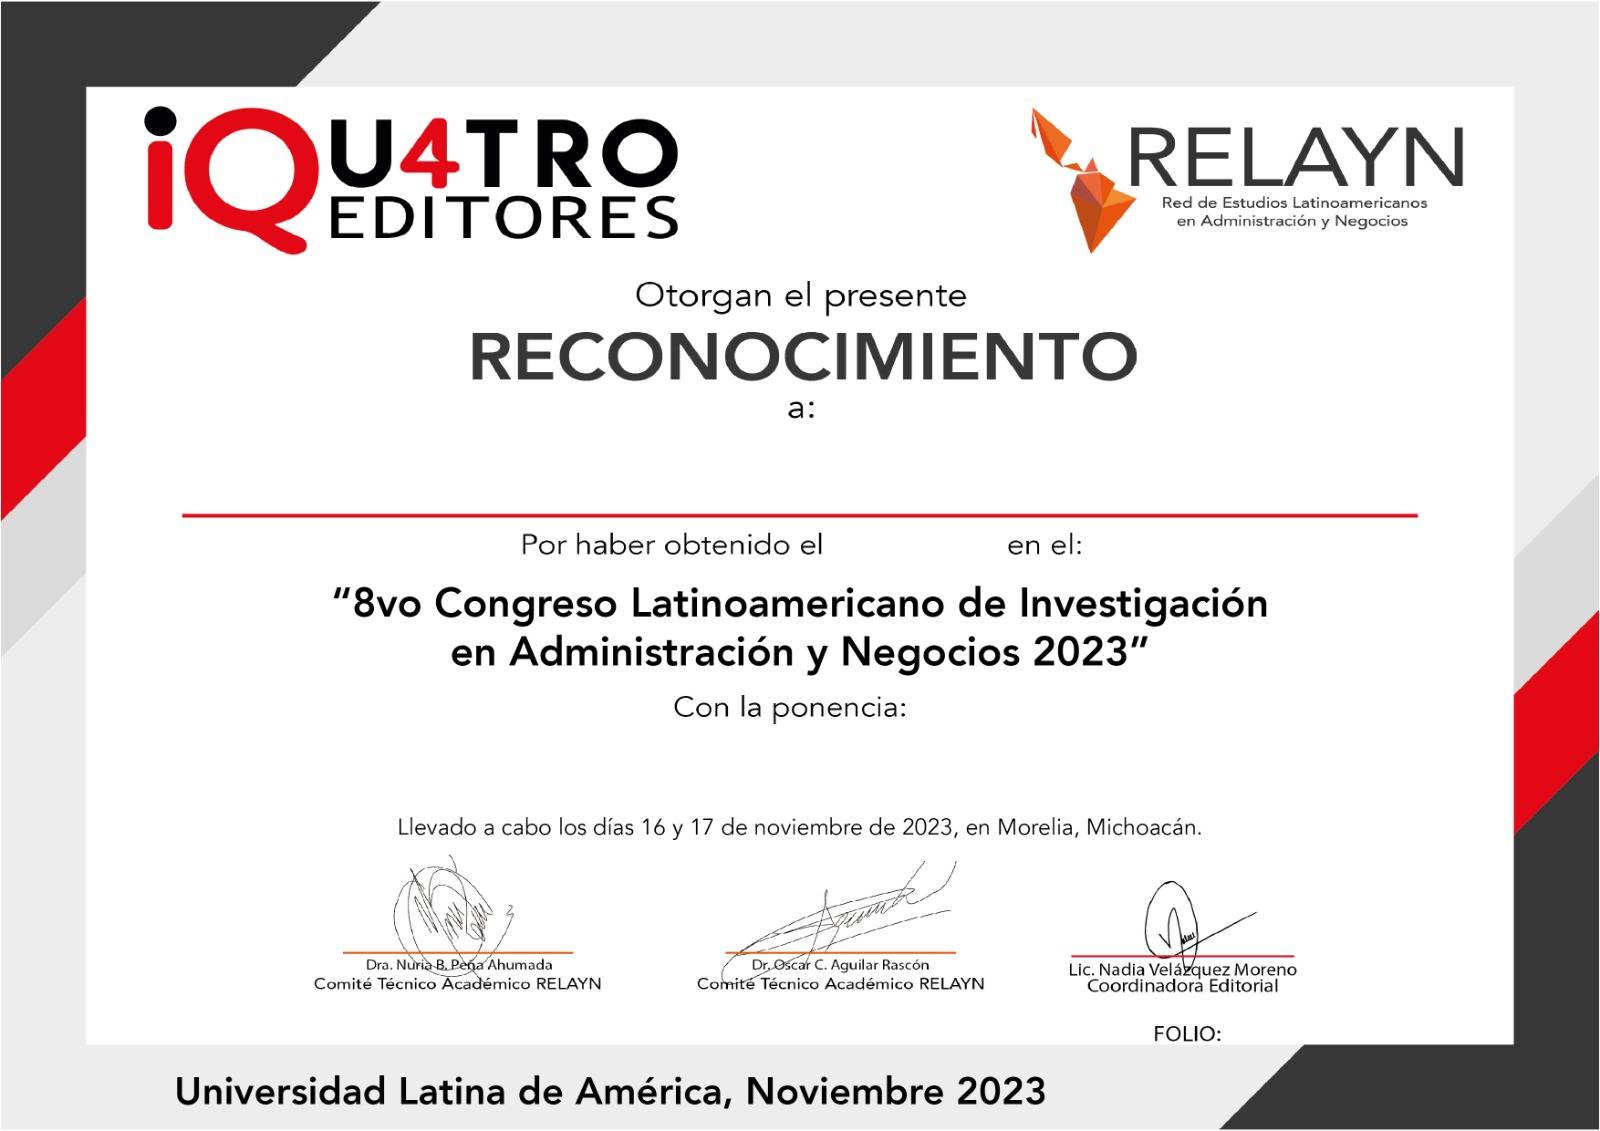 iQU4TRO
EDITORES
RELAYN
Red de Estudios Latinoamericanos
en Administración y Negocios
Otorgan el presente
RECONOCIMIENTO
a:
Por haber obtenido el en el:
“8vo Congreso Latinoamericano de Investigación
en Administración y Negocios 2023”
Con la ponencia:
Llevado a cabo los días 16 y 17 de noviembre de 2023, en Morelia, Michoacán.
Dra. Nuria B. Peña Ahumada
Comité Técnico Académico RELAYN
Dr. Oscar C. Aguilar Rascón
Comité Técnico Académico RELAYN
Lic. Nadia Velázquez Moreno
Coordinadora Editorial
FOLIO:
Universidad Latina de América, Noviembre 2023